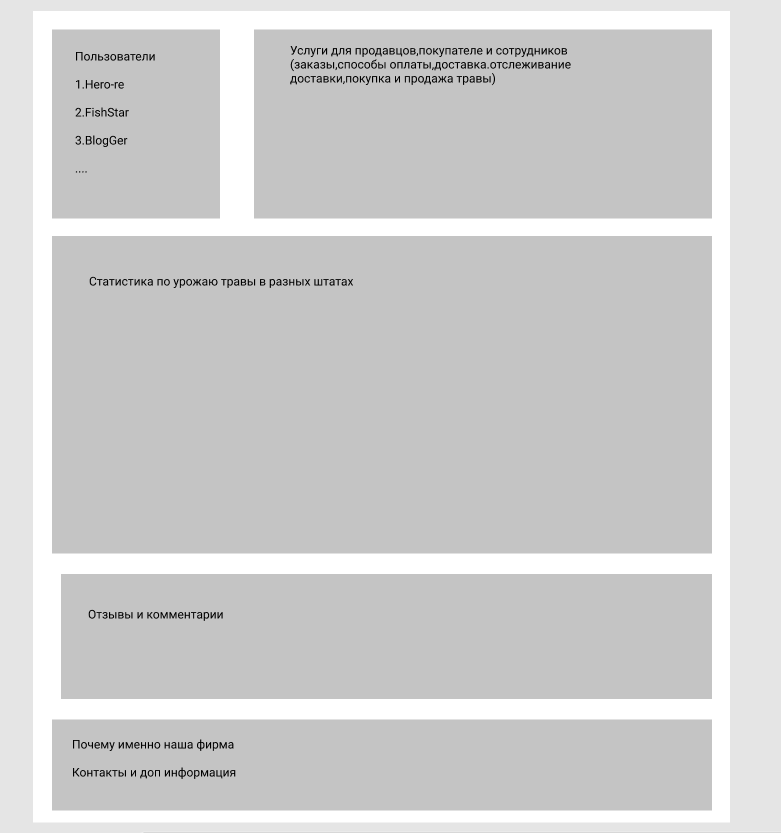 Пользователи
1.Hero-re
2.FishStar
3.BlogGer
....
Услуги для продавцов,покупателе и сотрудников
(заказы,способы оплаты,доставка.отслеживание
доставки,покупка и продажа травы)
Статистика по урожаю травы в разных штатах
Отзывы и комментарии
Почему именно наша фирма
Контакты и доп информация